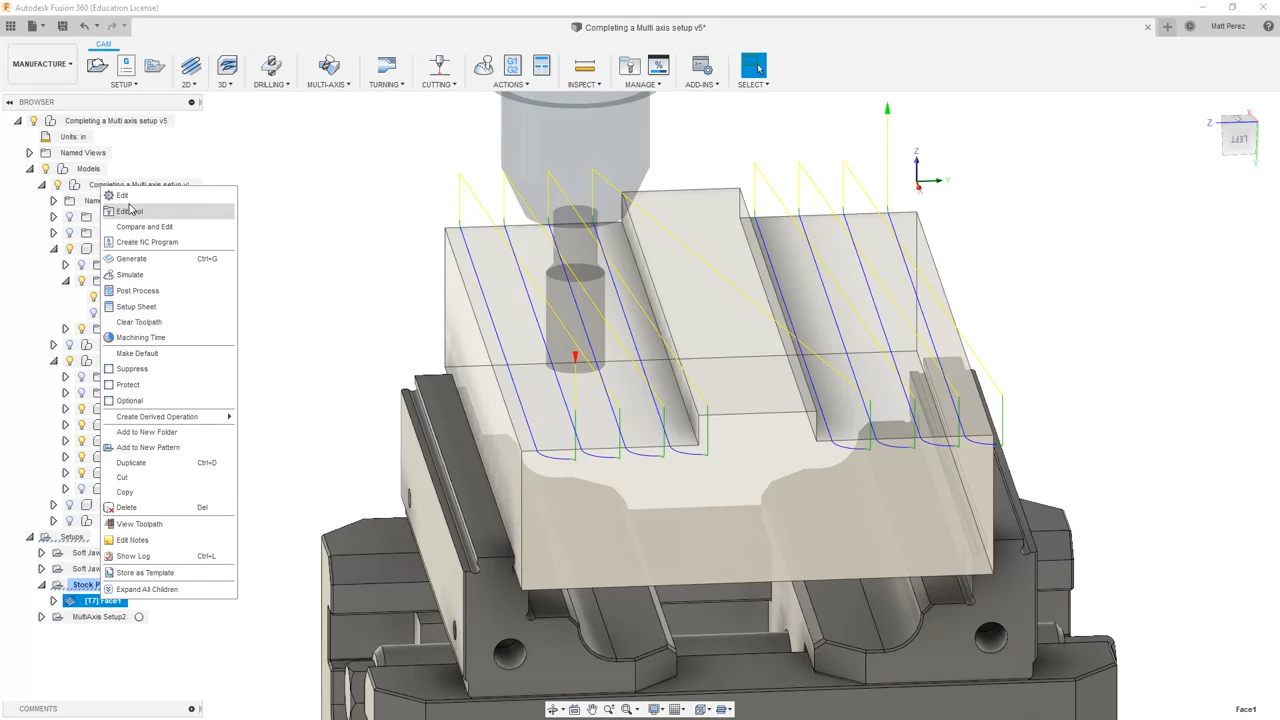 Autodesk Fusion 360 (Education License)
Completing a Multi axis setup v5*
Matt Perez
CAM
MANUFACTURE
SETUP
2D
3D
DRILLING
MULTI-AXIS
TURNING
CUTTING
G1
G2
ACTIONS
INSPECT
MANAGE
ADD-INS
SELECT
BROWSER
Completing a Multi axis setup v5
Units: in
Named Views
Models
Completing a Multi axis setup v1
Edit
Compare and Edit
Create NC Program
Generate Ctrl+G
Simulate
Post Process
Setup Sheet
Clear Toolpath
Machining Time
Make Default
Suppress
Protect
Optional
Create Derived Operation
Add to New Folder
Add to New Pattern
Duplicate Ctrl+D
Cut
Copy
Delete Del
View Toolpath
Edit Notes
Show Log Ctrl+L
Store as Template
Expand All Children
Setups
Soft Jaw
Soft Jaw
Stock P
[T7] Face1
MultiAxis Setup2
Z
Y
X
Z
LEFT
X
Y
COMMENTS
Face1